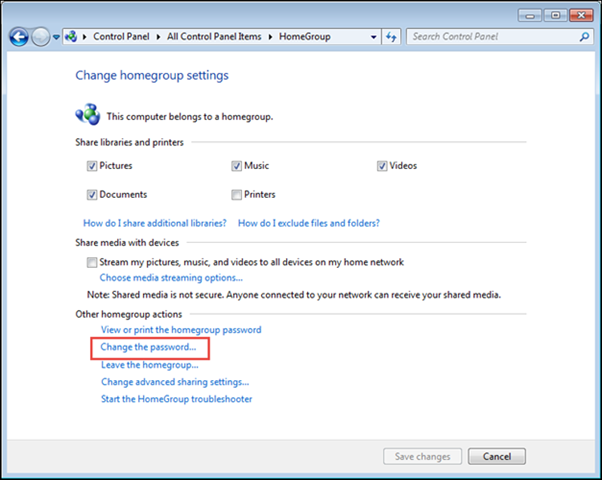 Control Panel All Control Panel Items HomeGroup Search Control Panel
Change homegroup settings
This computer belongs to a homegroup.
Share libraries and printers
Pictures Music Videos
Documents Printers
How do I share additional libraries? How do I exclude files and folders?
Share media with devices
Stream my pictures, music, and videos to all devices on my home network
Choose media streaming options...
Note: Shared media is not secure. Anyone connected to your network can receive your shared media.
Other homegroup actions
View or print the homegroup password
Change the password...
Leave the homegroup...
Change advanced sharing settings...
Start the HomeGroup troubleshooter
Save changes Cancel